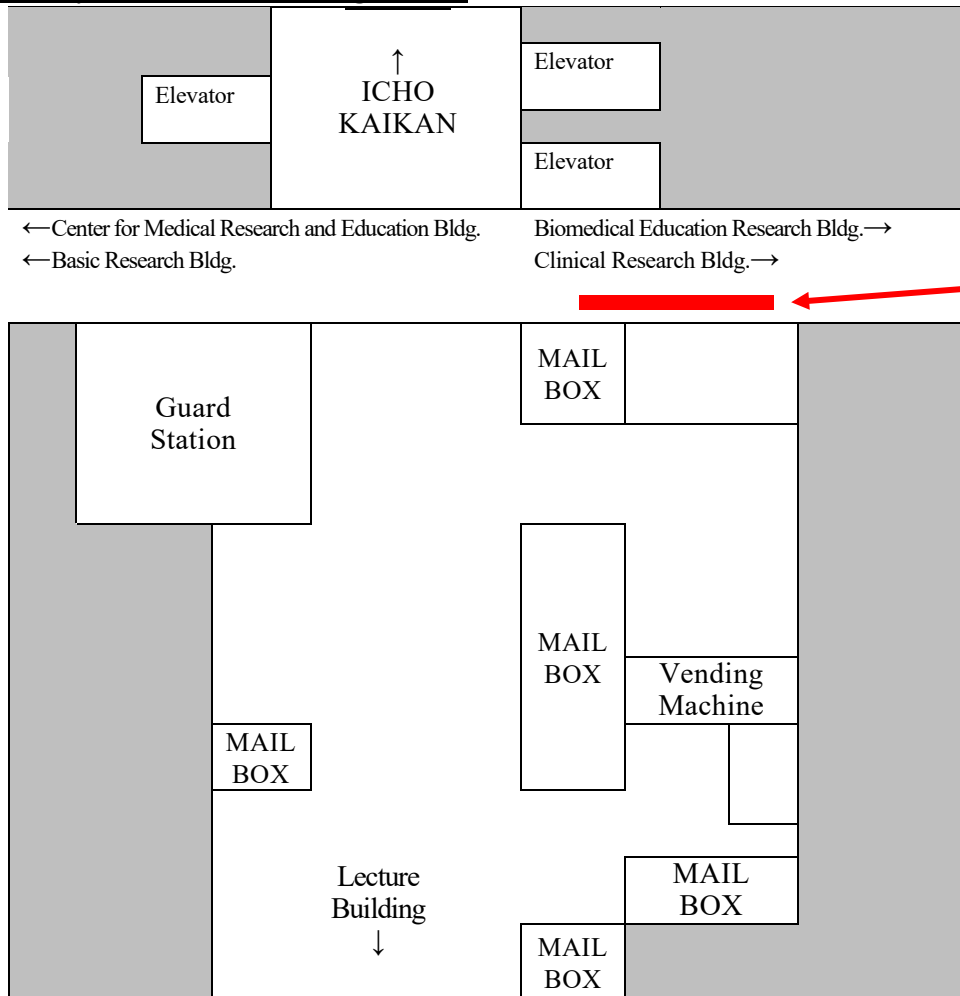 Elevator
↑
ICHO
KAIKAN
Elevator
Elevator
←Center for Medical Research and Education Bldg.
Biomedical Education Research Bldg.→
←Basic Research Bldg.
Clinical Research Bldg.→
Guard
Station
MAIL
BOX
MAIL
BOX
Vending
Machine
MAIL
BOX
Lecture
Building
↓
MAIL
BOX
MAIL
BOX